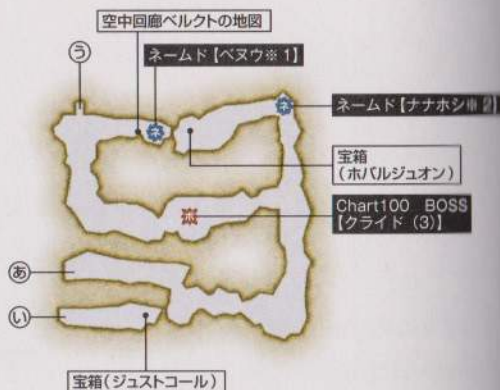 空中回廊ベルクトの地図
ネームド【ベヌウ※1】
う
ネ
ネ
ネームド【ナナホシ※2】
宝箱
(ホバルジュオン)
ボ
Chart100 BOSS
【クライド(3)】
あ
い
宝箱(ジュストコール)